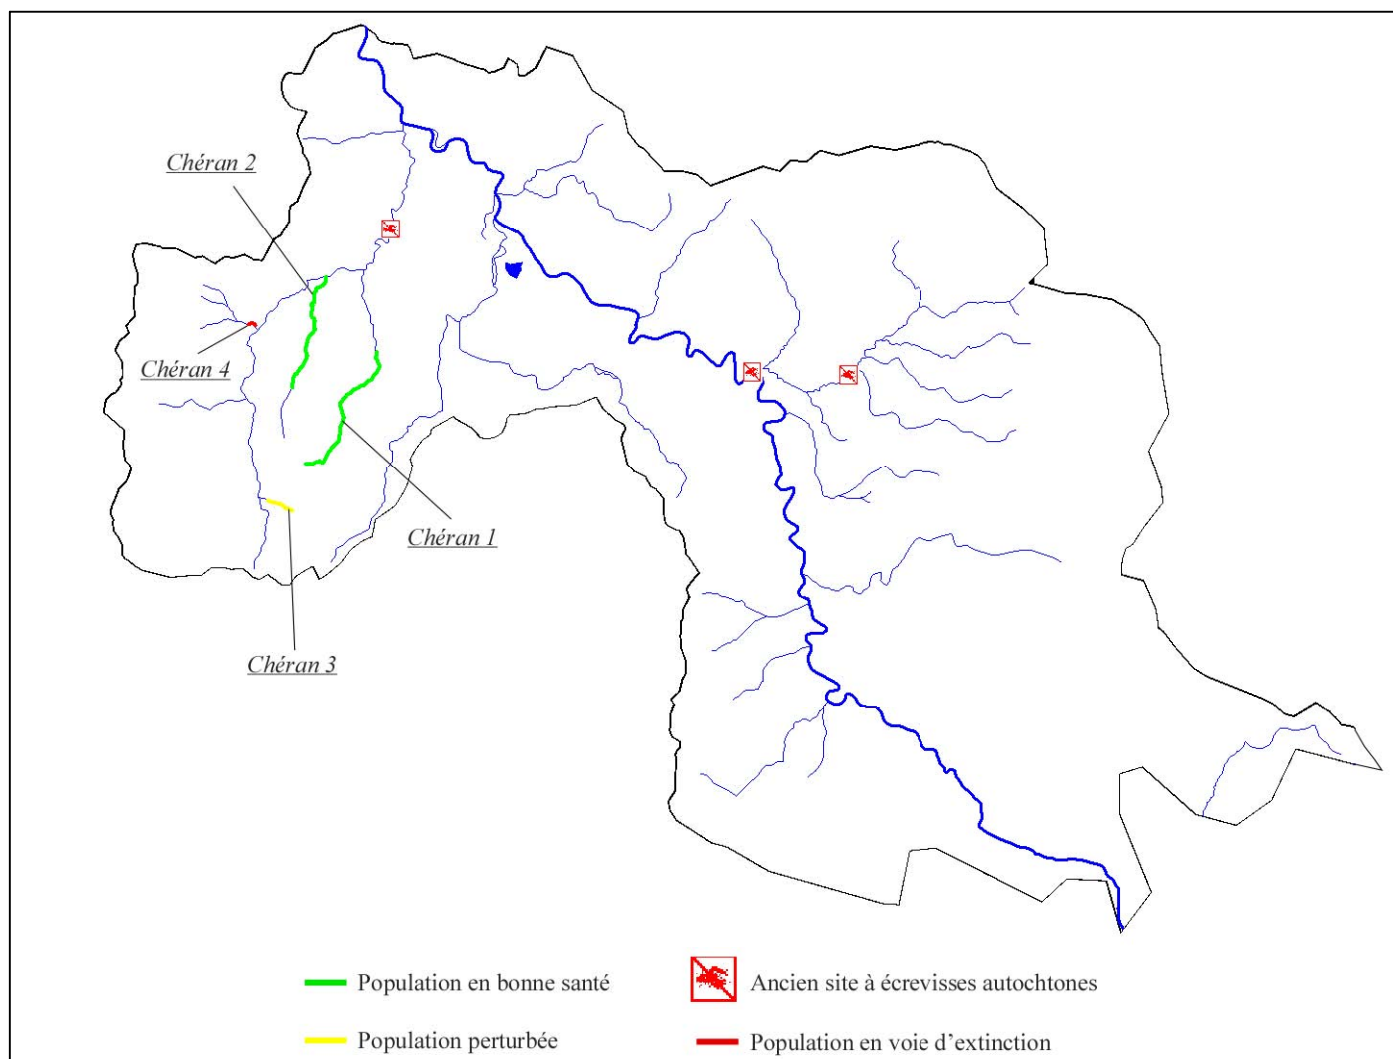 Chéran 2
Chéran 4
Chéran 1
Chéran 3
Population en bonne santé
Ancien site à écrevisses autochtones
Population perturbée
Population en voie d'extinction